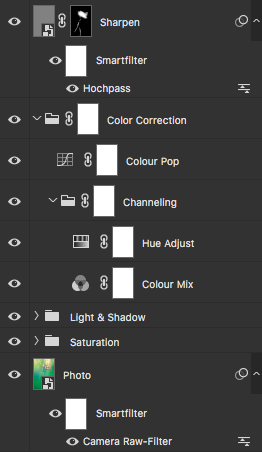 Sharpen
Smartfilter
Hochpass
Color Correction
Colour Pop
Channeling
Hue Adjust
Colour Mix
Light & Shadow
Saturation
Photo
Smartfilter
Camera Raw-Filter